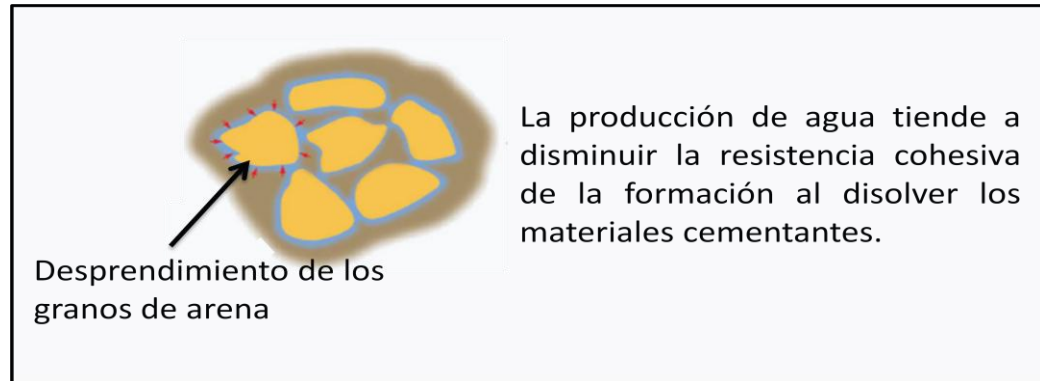 La producción de agua tiende a
disminuir la resistencia cohesiva
de la formación al disolver los
materiales cementantes.
Desprendimiento de los
granos de arena